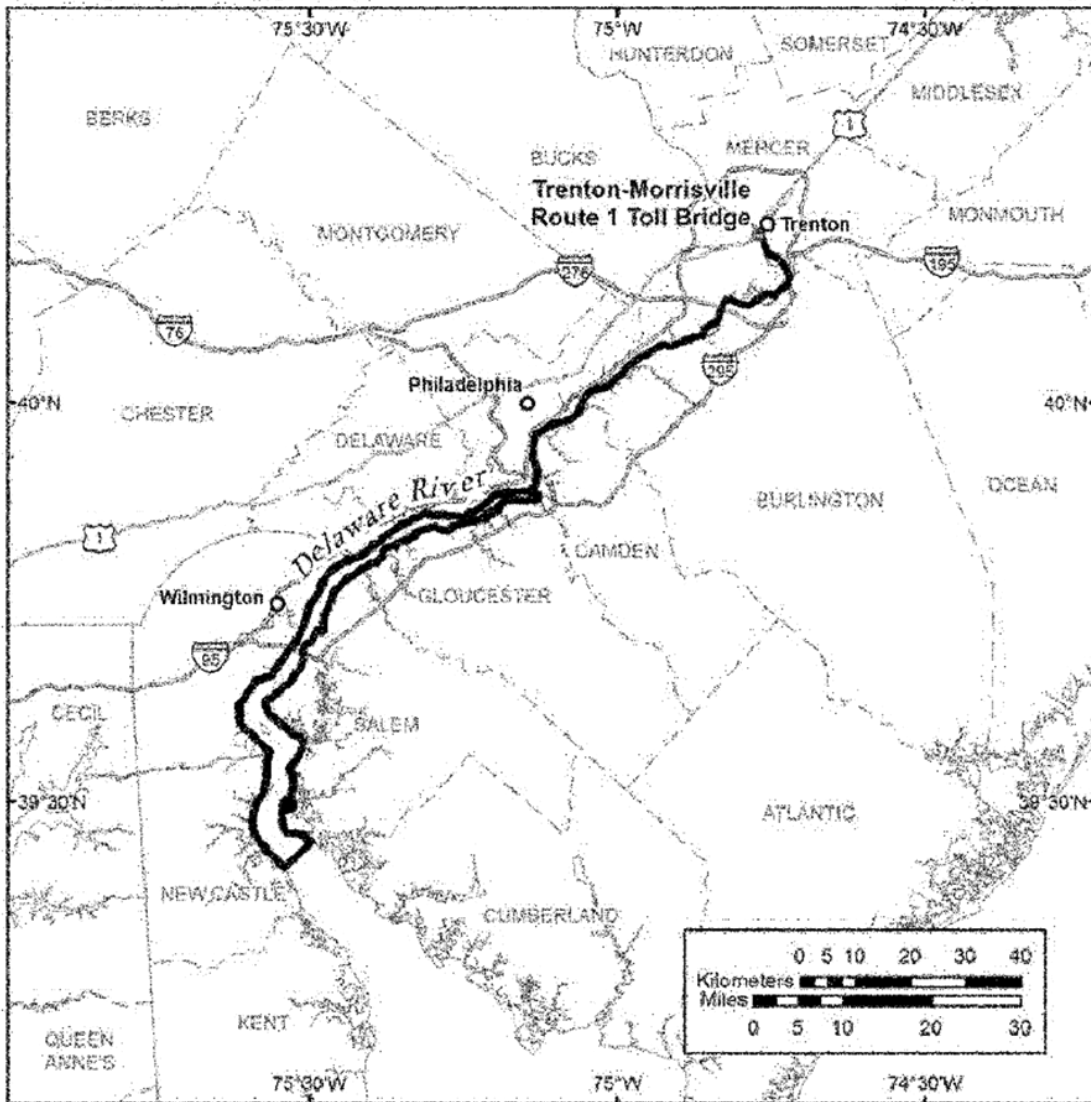 75°30'W 75°W 74°30'W
HUNTERDON
SOMERSET
MIDDLESEX
BERKS
1
MERCER
BUCKS
Trenton-Morrisville
Route 1 Toll Bridge
Trenton
MONMOUTH
MONTGOMERY
276
195
76
295
Philadelphia
40°N
40°N
CHESTER
DELAWARE
Delaware River
OCEAN
BURLINGTON
1
CAMDEN
Wilmington
GLOUCESTER
95
CECIL
SALEM
39°30'N
39°30'N
ATLANTIC
NEW CASTLE
CUMBERLAND
0 5 10 20 30 40
Kilometers
Miles
0 5 10 20 30
KENT
QUEEN
ANNE'S
75°30'W 75°W 74°30'W